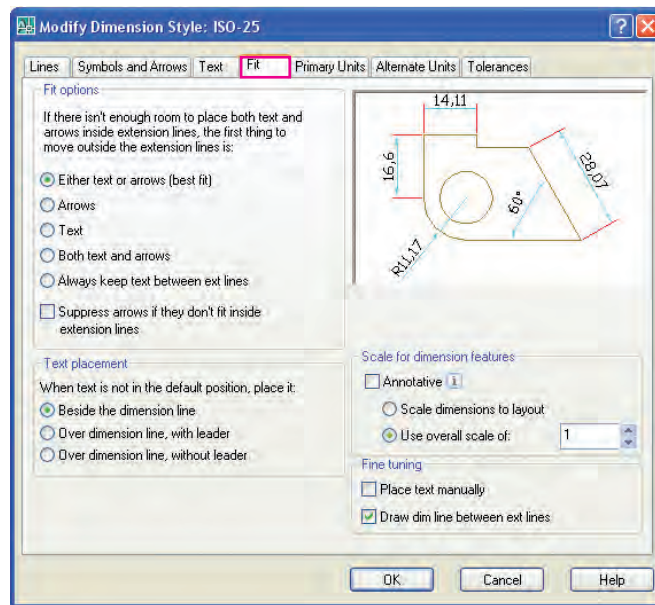 Modify Dimension Style: ISO-25
Lines Symbols and Arrows Text Fit Primary Units Alternate Units Tolerances
Fit options
If there isn't enough room to place both text and
arrows inside extension lines, the first thing to
move outside the extension lines is:
Either text or arrows (best fit)
Arrows
Text
Both text and arrows
Always keep text between ext lines
Suppress arrows if they don't fit inside
extension lines
Text placement
When text is not in the default position, place it:
Beside the dimension line
Over dimension line, with leader
Over dimension line, without leader
14,11
16,6
28,07
60°
R11,17
Scale for dimension features
Annotative i
Scale dimensions to layout
Use overall scale of: 1
Fine tuning
Place text manually
Draw dim line between ext lines
OK Cancel Help